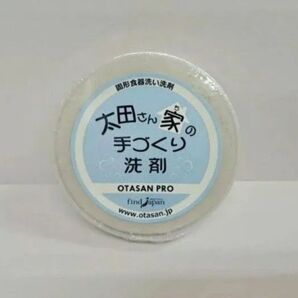 固形食器洗い洗剤
太田さん家の
手づくり
洗剤
OTASAN PRO
find Japan
www.otasan.jp